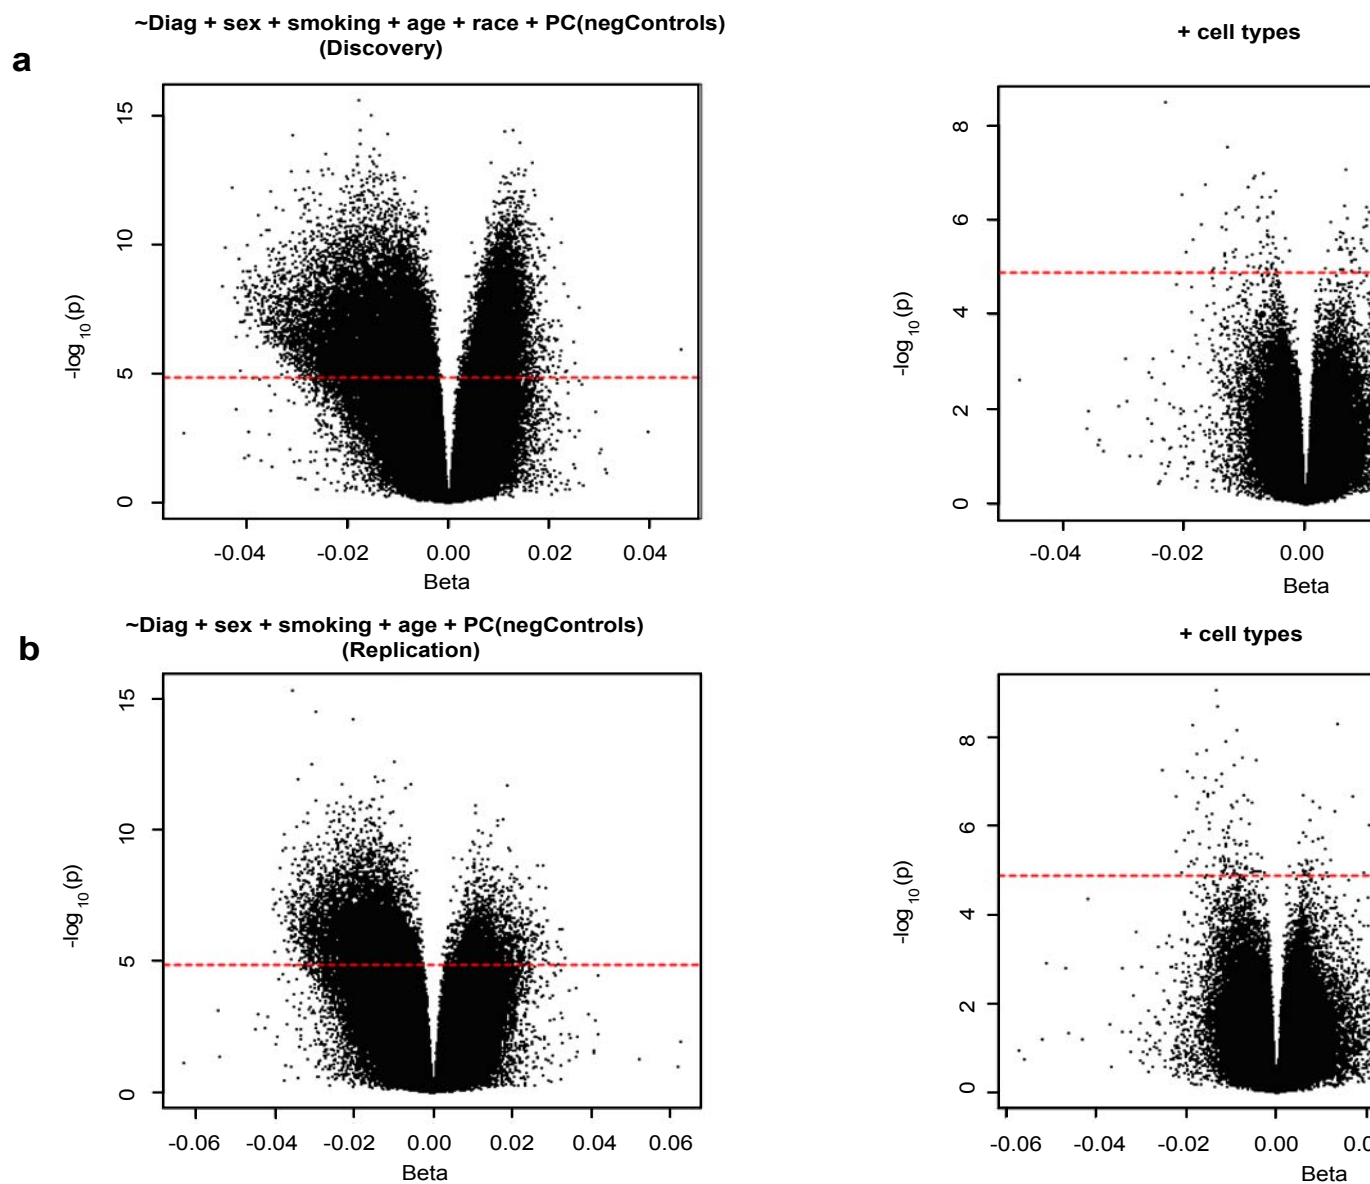 ~Diag + sex + smoking + age + race + PC(negControls)
(Discovery)
+ cell types
a
15
10
5
0
-log10(p)
-0.04 -0.02 0.00 0.02 0.04
Beta
8
6
4
2
0
-log10(p)
-0.04 -0.02 0.00
Beta
~Diag + sex + smoking + age + PC(negControls)
(Replication)
+ cell types
b
15
10
5
0
-log10(p)
-0.06 -0.04 -0.02 0.00 0.02 0.04 0.06
Beta
8
6
4
2
0
-log10(p)
-0.06 -0.04 -0.02 0.00
Beta